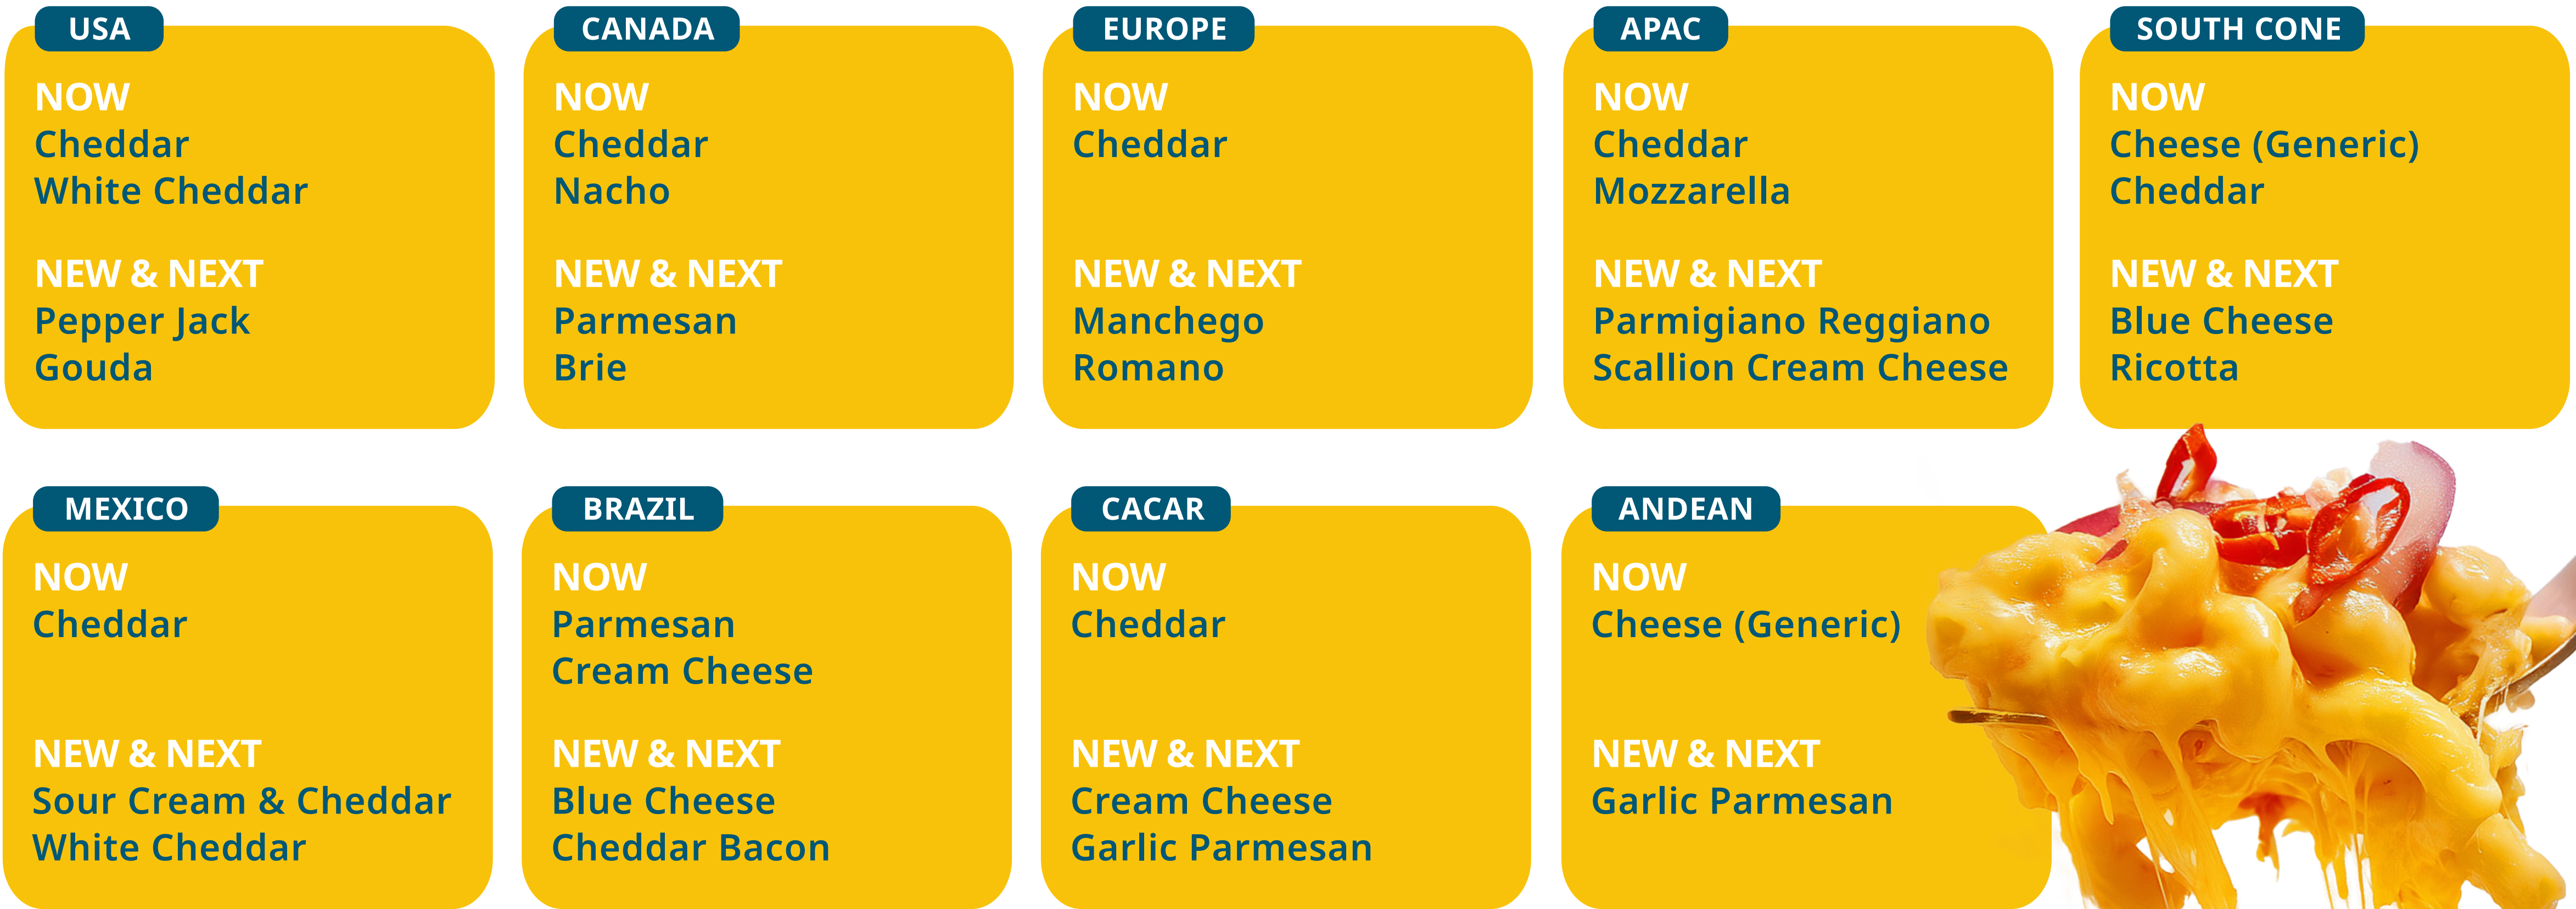 USA
NOW
Cheddar
White Cheddar
NEW & NEXT
Pepper Jack
Gouda
CANADA
NOW
Cheddar
Nacho
NEW & NEXT
Parmesan
Brie
EUROPE
NOW
Cheddar
NEW & NEXT
Manchego
Romano
APAC
NOW
Cheddar
Mozzarella
NEW & NEXT
Parmigiano Reggiano
Scallion Cream Cheese
SOUTH CONE
NOW
Cheese (Generic)
Cheddar
NEW & NEXT
Blue Cheese
Ricotta
MEXICO
NOW
Cheddar
NEW & NEXT
Sour Cream & Cheddar
White Cheddar
BRAZIL
NOW
Parmesan
Cream Cheese
NEW & NEXT
Blue Cheese
Cheddar Bacon
CACAR
NOW
Cheddar
NEW & NEXT
Cream Cheese
Garlic Parmesan
ANDEAN
NOW
Cheese (Generic)
NEW & NEXT
Garlic Parmesan